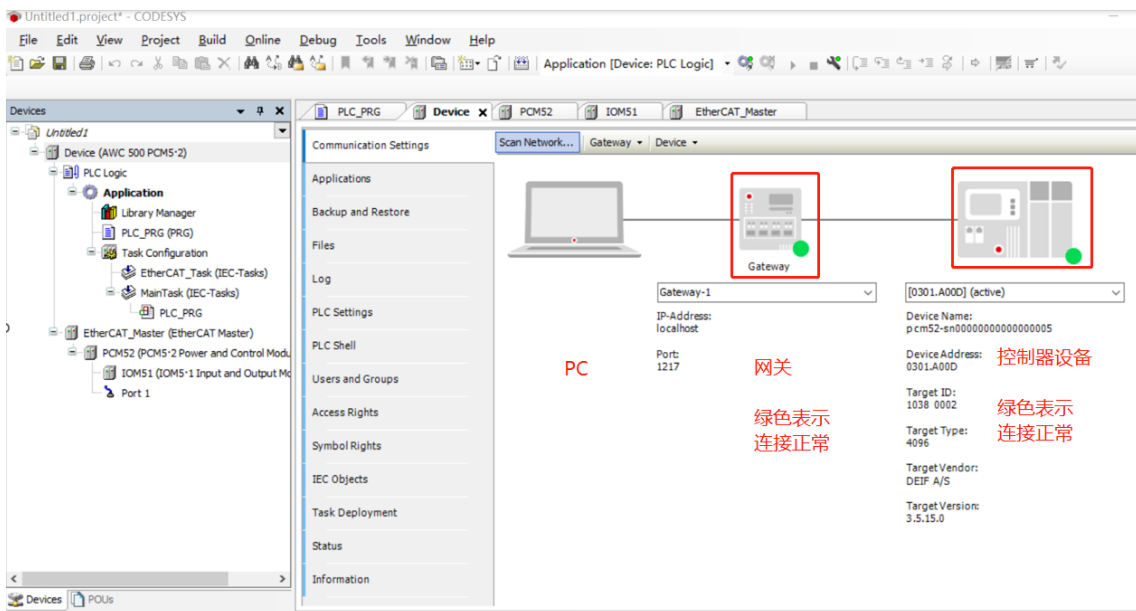 Untitled1.project* - CODESYS
File Edit View Project Build Online Debug Tools Window Help
Application [Device: PLC Logic]
Devices
Untitled1
Device (AWC 500 PCM5·2)
PLC Logic
Application
Library Manager
PLC_PRG (PRG)
Task Configuration
EtherCAT_Task (IEC-Tasks)
MainTask (IEC-Tasks)
PLC_PRG
EtherCAT_Master (EtherCAT Master)
PCM52 (PCM5·2 Power and Control Modu
IOM51 (IOM5·1 Input and Output Mo
Port 1
Devices POUs
PLC_PRG Device PCM52 IOM51 EtherCAT_Master
Communication Settings
Applications
Backup and Restore
Files
Log
PLC Settings
PLC Shell
Users and Groups
Access Rights
Symbol Rights
IEC Objects
Task Deployment
Status
Information
Scan Network... Gateway Device
Gateway
Gateway-1
IP-Address:
localhost
Port:
1217
PC
网关
绿色表示
连接正常
[0301.A00D] (active)
Device Name:
pcm52-sn00000000000000005
Device Address:
0301.A00D
Target ID:
1038 0002
Target Type:
4096
Target Vendor:
DEIF A/S
Target Version:
3.5.15.0
控制器设备
绿色表示
连接正常